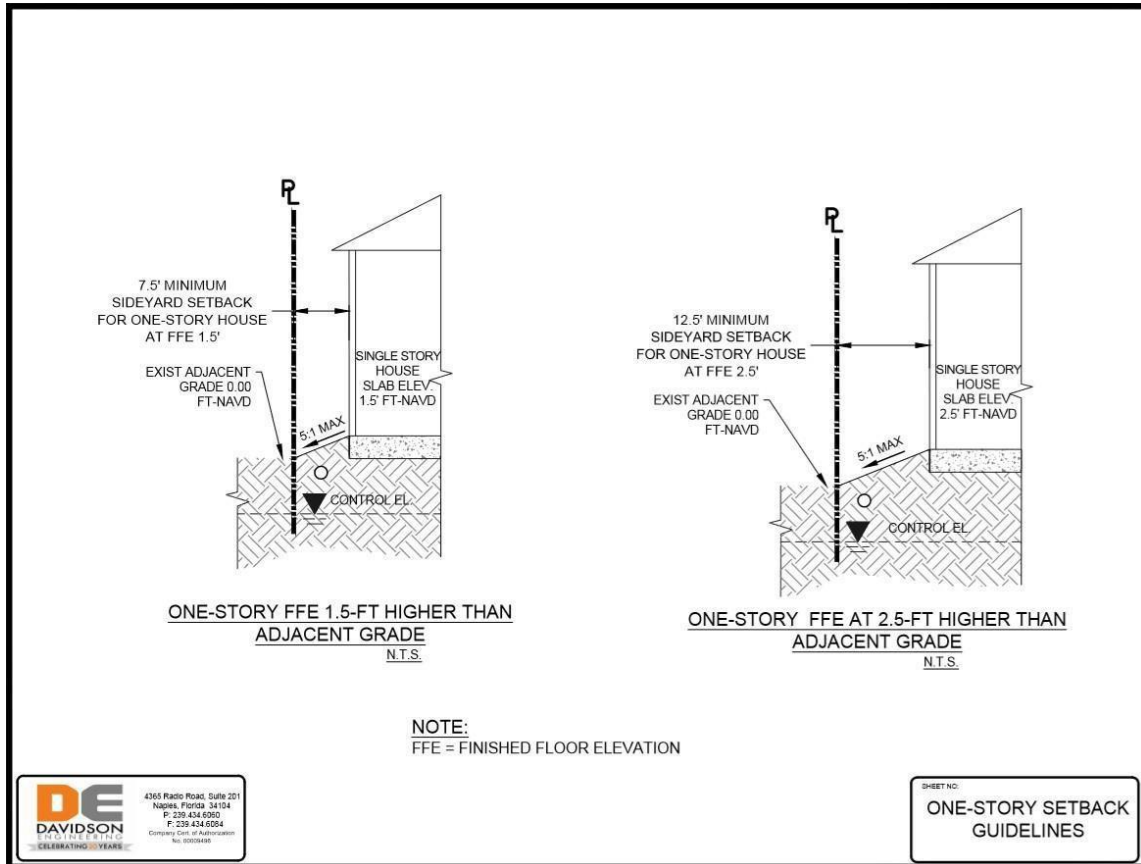 PL
7.5' MINIMUM
SIDEYARD SETBACK
FOR ONE-STORY HOUSE
AT FFE 1.5'
EXIST ADJACENT
GRADE 0.00
FT-NAVD
SINGLE STORY
HOUSE
SLAB ELEV.
1.5' FT-NAVD
5:1 MAX
CONTROL EL.
ONE-STORY FFE 1.5-FT HIGHER THAN
ADJACENT GRADE
N.T.S.
PL
12.5' MINIMUM
SIDEYARD SETBACK
FOR ONE-STORY HOUSE
AT FFE 2.5'
EXIST ADJACENT
GRADE 0.00
FT-NAVD
SINGLE STORY
HOUSE
SLAB ELEV.
2.5' FT-NAVD
5:1 MAX
CONTROL EL.
ONE-STORY FFE AT 2.5-FT HIGHER THAN
ADJACENT GRADE
N.T.S.
NOTE:
FFE = FINISHED FLOOR ELEVATION
DE
DAVIDSON
ENGINEERING
CELEBRATING 20 YEARS
4365 Radio Road, Suite 201
Naples, Florida 34104
P: 239.434.6060
F: 239.434.6084
Company Cert. of Authorization
No. 00009496
SHEET NO:
ONE-STORY SETBACK
GUIDELINES